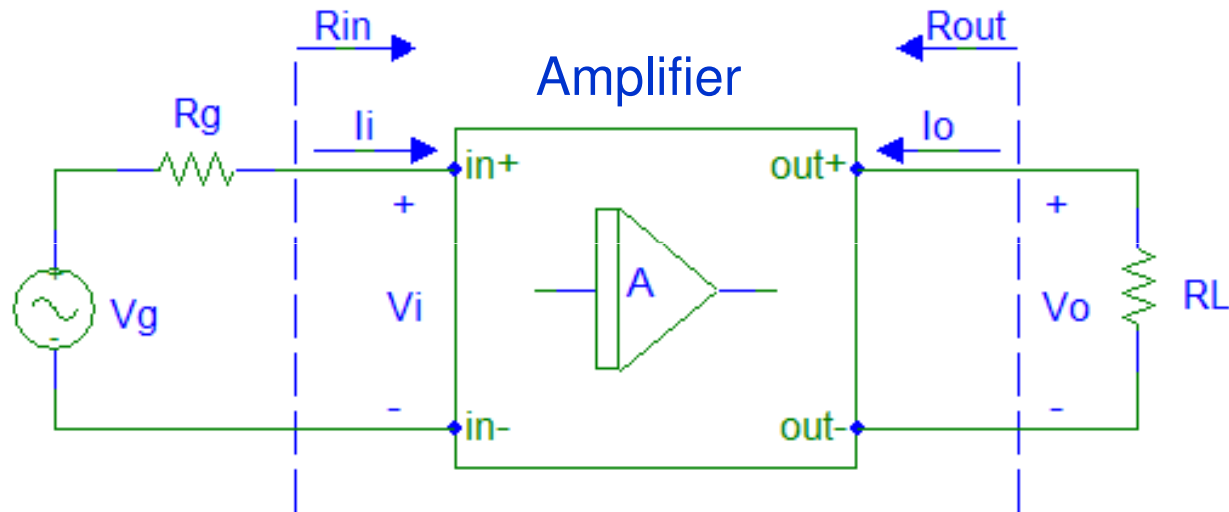 Rin
Rout
Amplifier
Rg
Ii
Io
in+
out+
+
+
+
A
Vg
Vi
Vo
RL
-
-
-
in-
out-